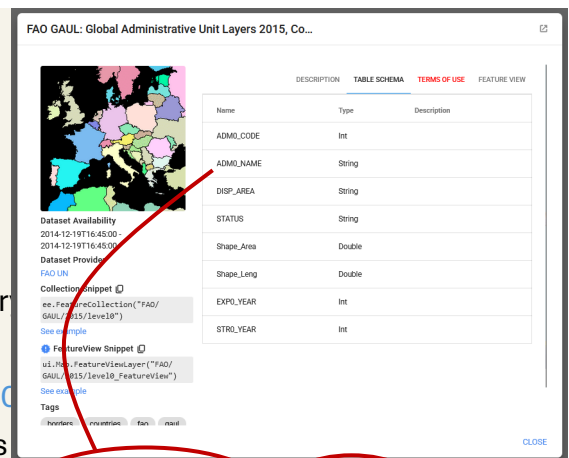 FAO GAUL: Global Administrative Unit Layers 2015, Co...
DESCRIPTION TABLE SCHEMA TERMS OF USE FEATURE VIEW
Name Type Description
ADM0_CODE Int
ADM0_NAME String
DISP_AREA String
STATUS String
Shape_Area Double
Shape_Leng Double
EXP0_YEAR Int
STR0_YEAR Int
Dataset Availability
2014-12-19T16:45:00 -
2014-12-19T16:45:00
Dataset Provider
FAO UN
Collection Snippet
ee.FeatureCollection("FAO/
GAUL/2015/level0")
See example
FeatureView Snippet
ui.Map.FeatureViewLayer("FAO/
GAUL/2015/level0_FeatureView")
See example
Tags
borders countries fao gaul
CLOSE